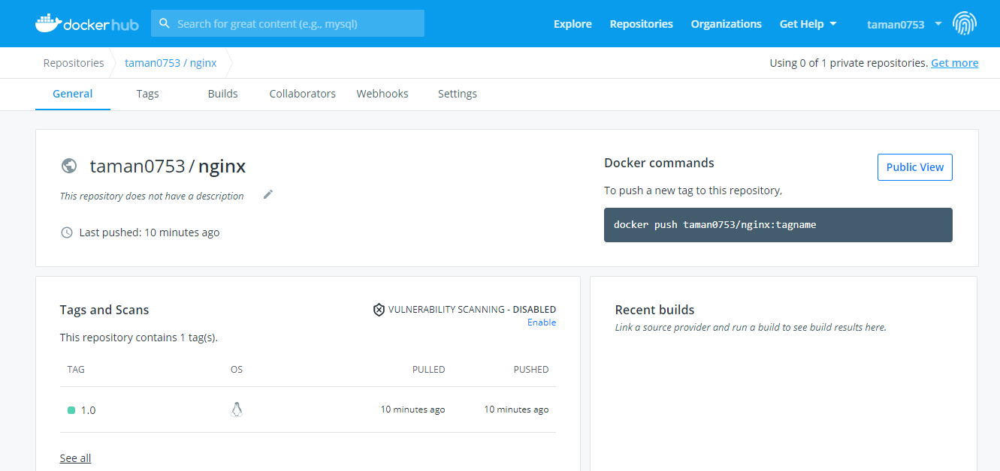 docker hub
Search for great content (e.g., mysql)
Explore
Repositories
Organizations
Get Help
taman0753
Repositories
taman0753 / nginx
Using 0 of 1 private repositories. Get more
General
Tags
Builds
Collaborators
Webhooks
Settings
taman0753 / nginx
This repository does not have a description
Last pushed: 10 minutes ago
Docker commands
Public View
To push a new tag to this repository,
docker push taman0753/nginx:tagname
Tags and Scans
VULNERABILITY SCANNING - DISABLED
Enable
This repository contains 1 tag(s).
TAG OS PULLED PUSHED
1.0 10 minutes ago 10 minutes ago
See all
Recent builds
Link a source provider and run a build to see build results here.